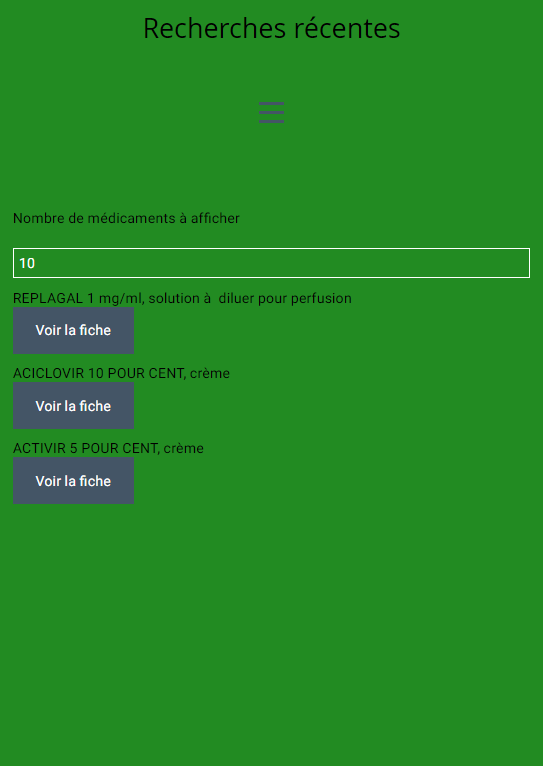 Recherches récentes
Nombre de médicaments à afficher
10
REPLAGAL 1 mg/ml, solution à  diluer pour perfusion
Voir la fiche
ACICLOVIR 10 POUR CENT, crème
Voir la fiche
ACTIVIR 5 POUR CENT, crème
Voir la fiche